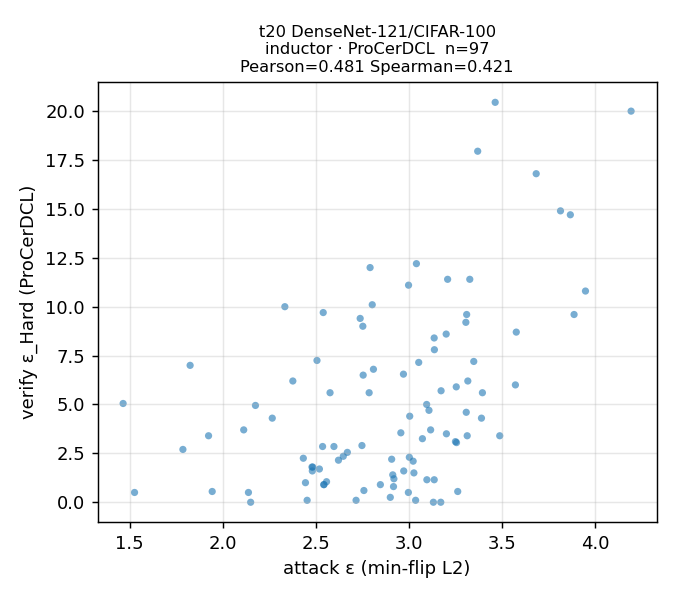 t20 DenseNet-121/CIFAR-100
inductor · ProCerDCL  n=97
Pearson=0.481 Spearman=0.421
20.0
17.5
15.0
12.5
10.0
7.5
5.0
2.5
0.0
verify ε_Hard (ProCerDCL)
1.5 2.0 2.5 3.0 3.5 4.0
attack ε (min-flip L2)